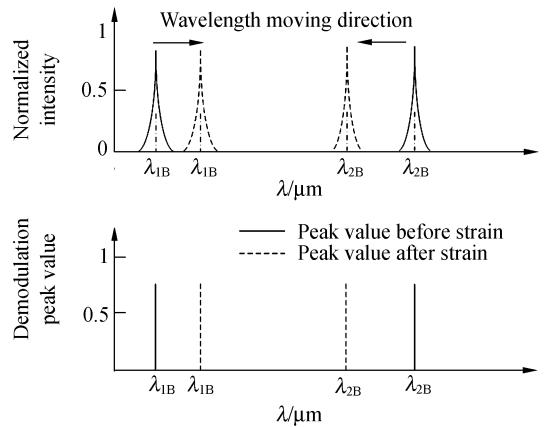 Wavelength moving direction
Normalized
intensity
1
0.5
0
λ1B λ1B λ2B λ2B
λ/μm
Peak value before strain
Peak value after strain
Demodulation
peak value
1
0.5
λ1B λ1B λ2B λ2B
λ/μm